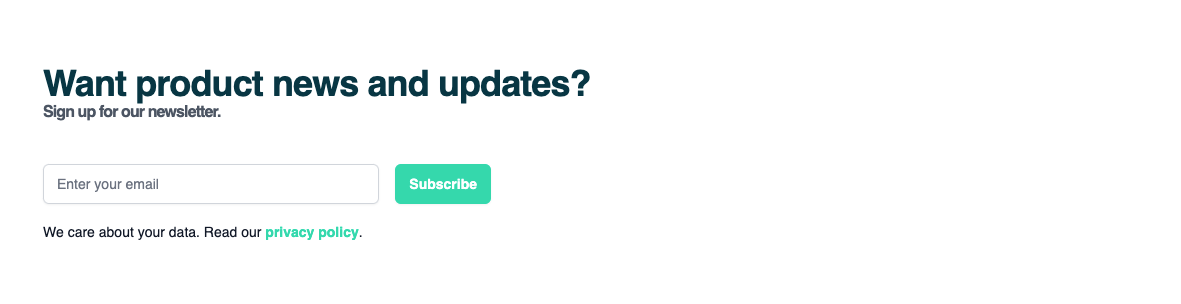 Want product news and updates?
Sign up for our newsletter.
Enter your email
Subscribe
We care about your data. Read our privacy policy.